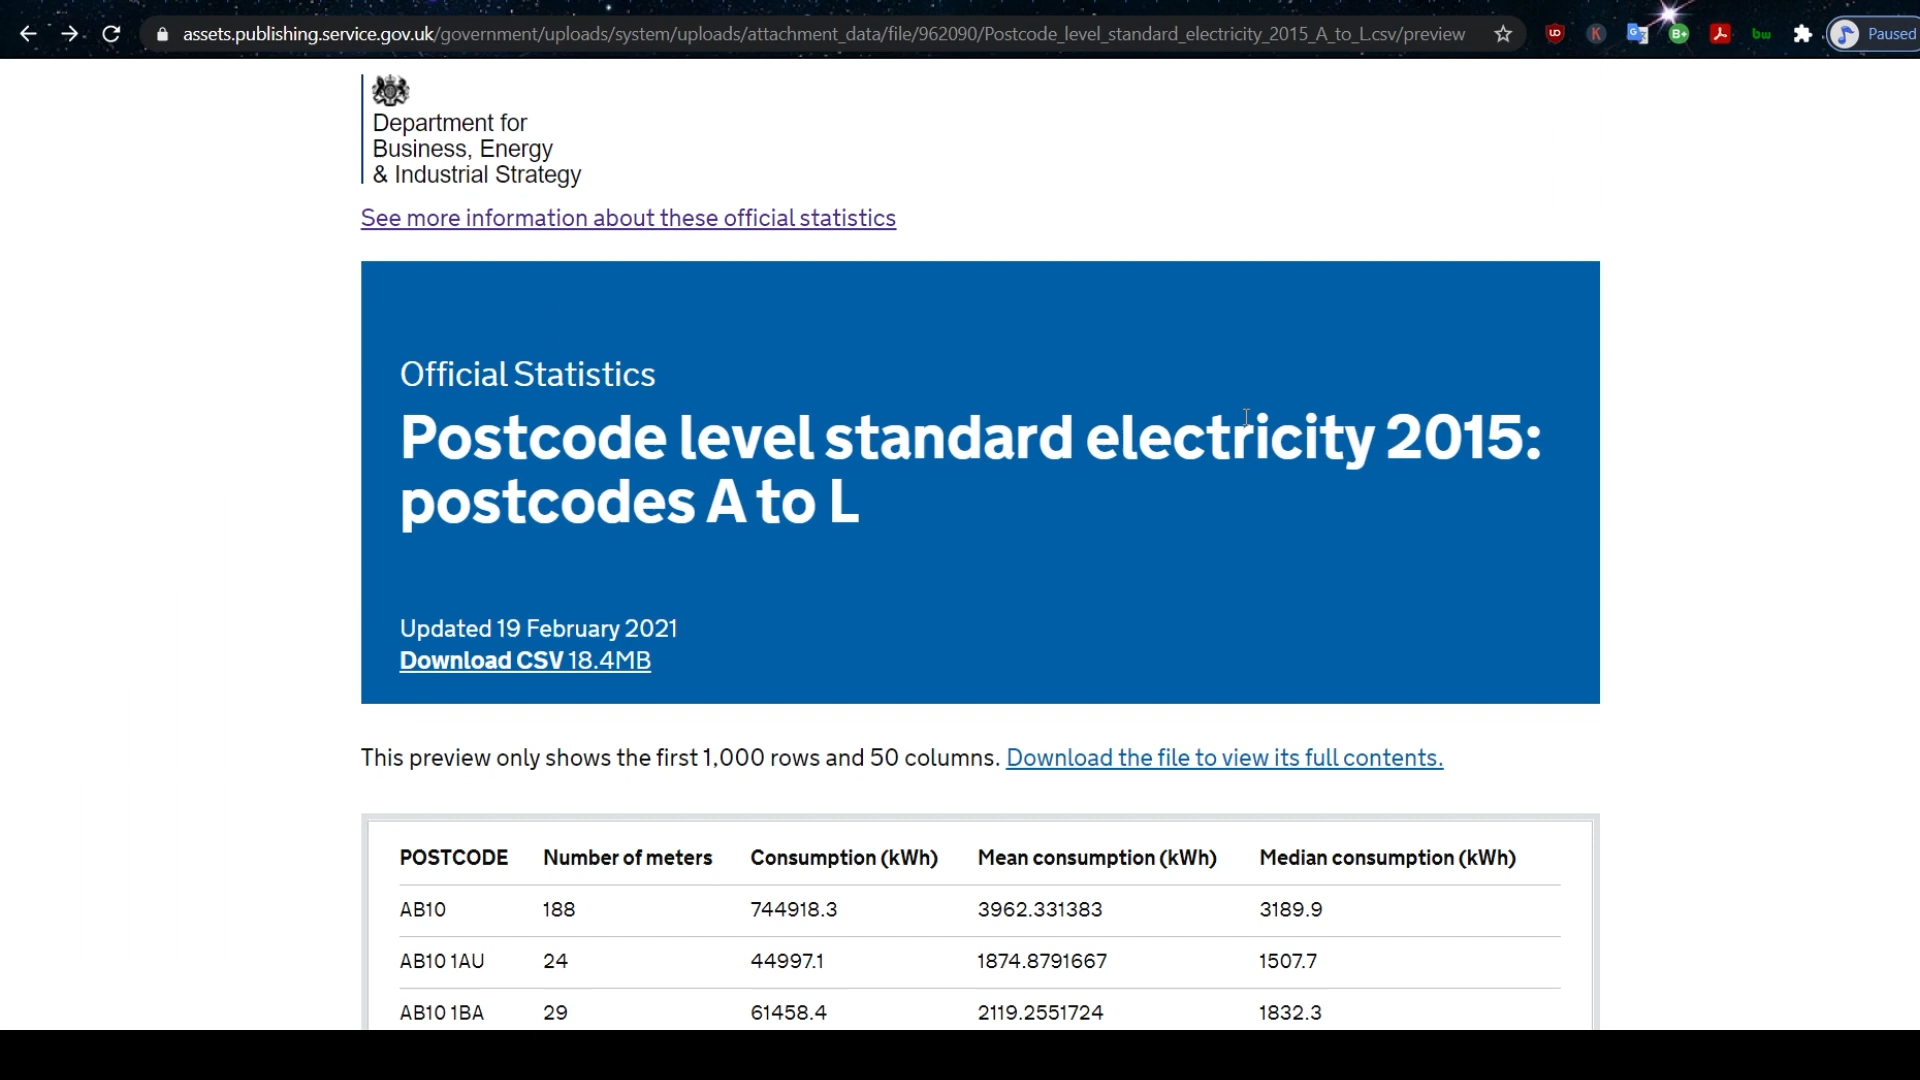 assets.publishing.service.gov.uk/government/uploads/system/uploads/attachment_data/file/962090/Postcode_level_standard_electricity_2015_A_to_L.csv/preview
Paused
Department for
Business, Energy
& Industrial Strategy
See more information about these official statistics
Official Statistics
Postcode level standard electricity 2015:
postcodes A to L
Updated 19 February 2021
Download CSV 18.4MB
This preview only shows the first 1,000 rows and 50 columns. Download the file to view its full contents.
POSTCODE Number of meters Consumption (kWh) Mean consumption (kWh) Median consumption (kWh)
AB10 188 744918.3 3962.331383 3189.9
AB10 1AU 24 44997.1 1874.8791667 1507.7
AB10 1BA 29 61458.4 2119.2551724 1832.3